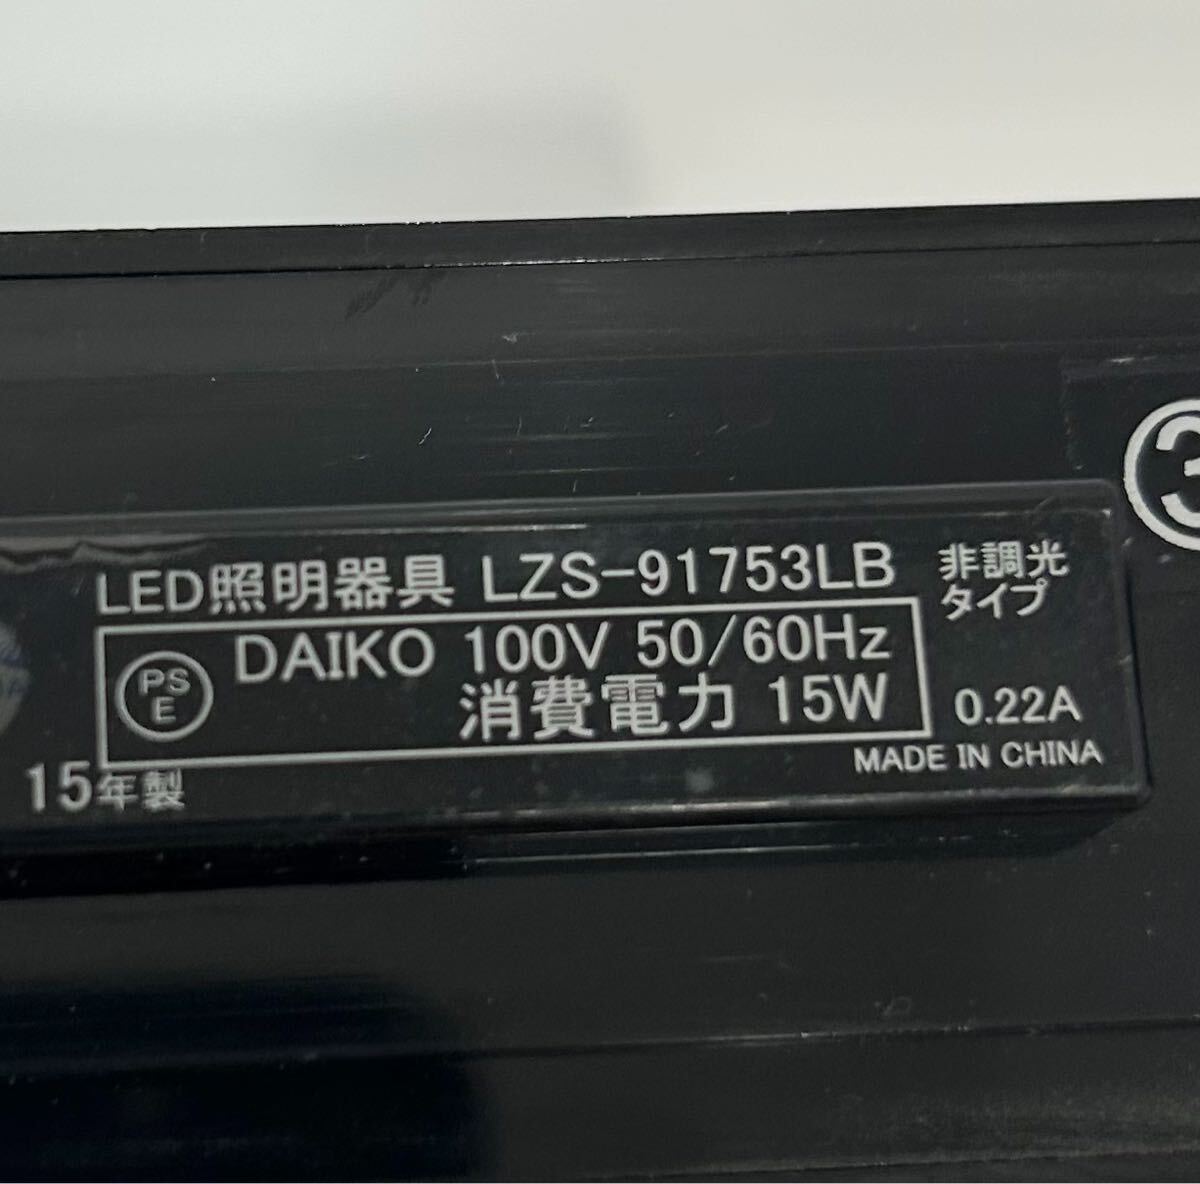 LED照明器具 LZS-91753LB 非調光
タイプ
PS
E
DAIKO 100V 50/60Hz
消費電力 15W 0.22A
MADE IN CHINA
15年製